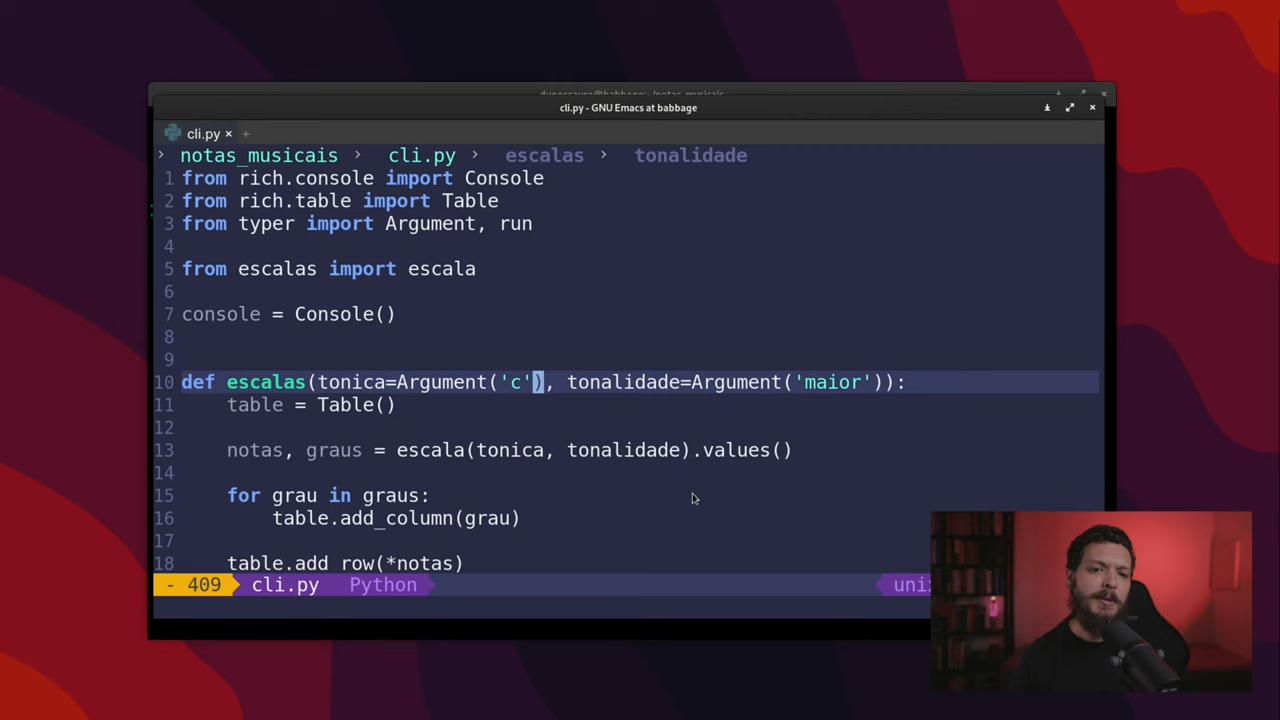 cli.py - GNU Emacs at babbage
cli.py × +
› notas_musicais › cli.py › escalas › tonalidade
1 from rich.console import Console
2 from rich.table import Table
3 from typer import Argument, run
4
5 from escalas import escala
6
7 console = Console()
8
9
10 def escalas(tonica=Argument('c'), tonalidade=Argument('maior')):
11     table = Table()
12
13     notas, graus = escala(tonica, tonalidade).values()
14
15     for grau in graus:
16         table.add_column(grau)
17
18     table.add_row(*notas)
- 409 cli.py Python unix